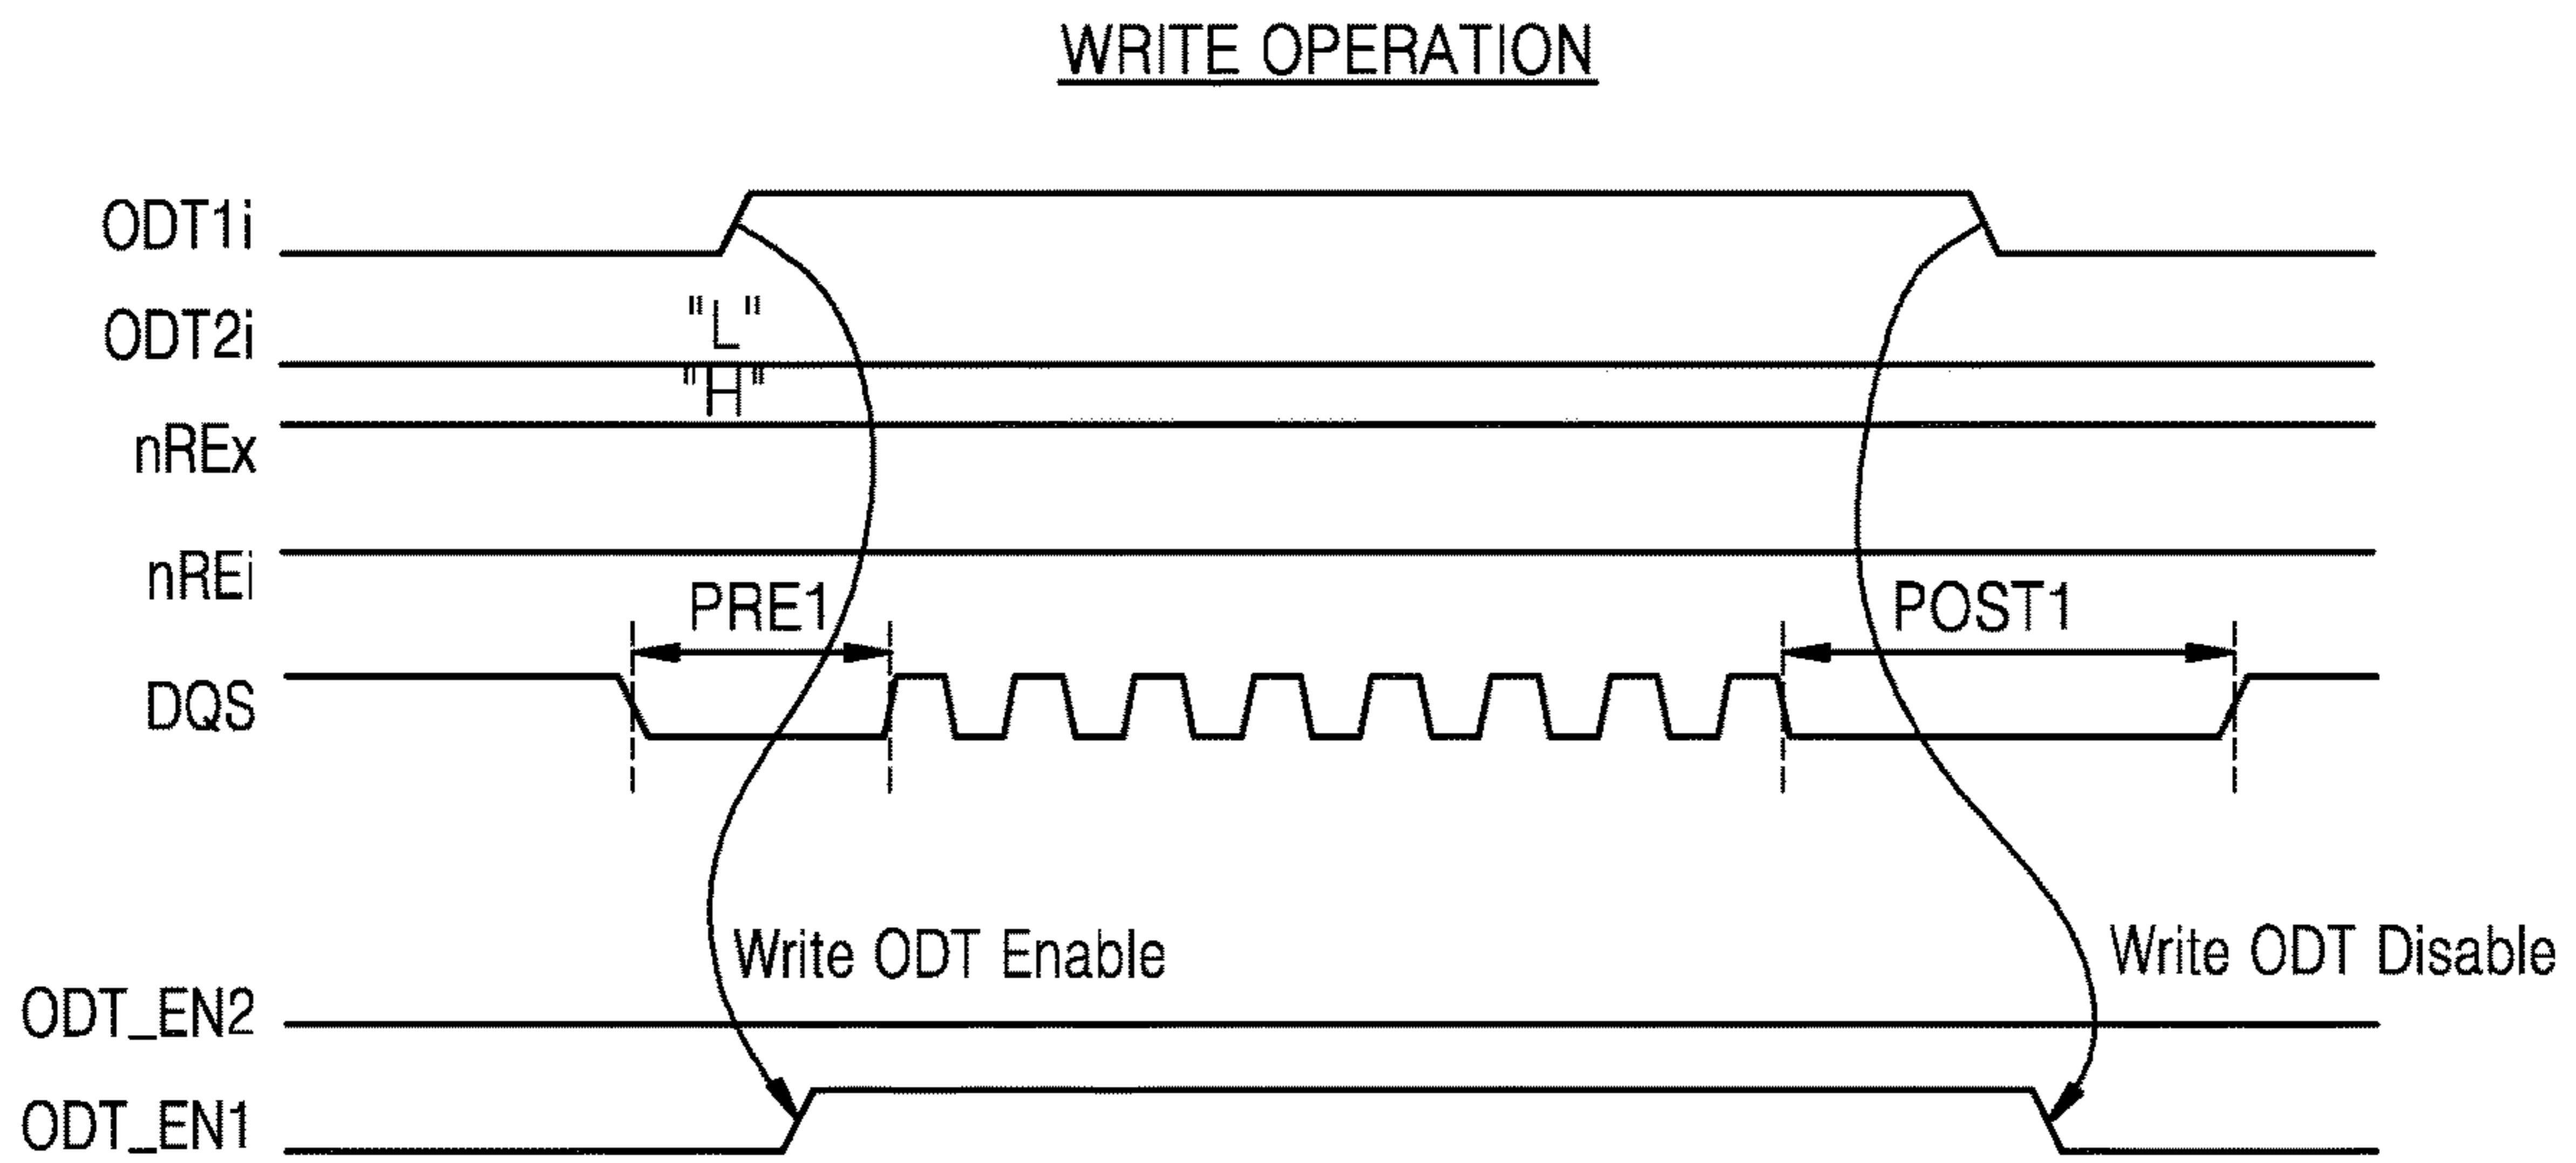 WRITE OPERATION
ODT1i
"L"
ODT2i
"H"
nREx
nREi
PRE1
POST1
DQS
Write ODT Enable
Write ODT Disable
ODT_EN2
ODT_EN1